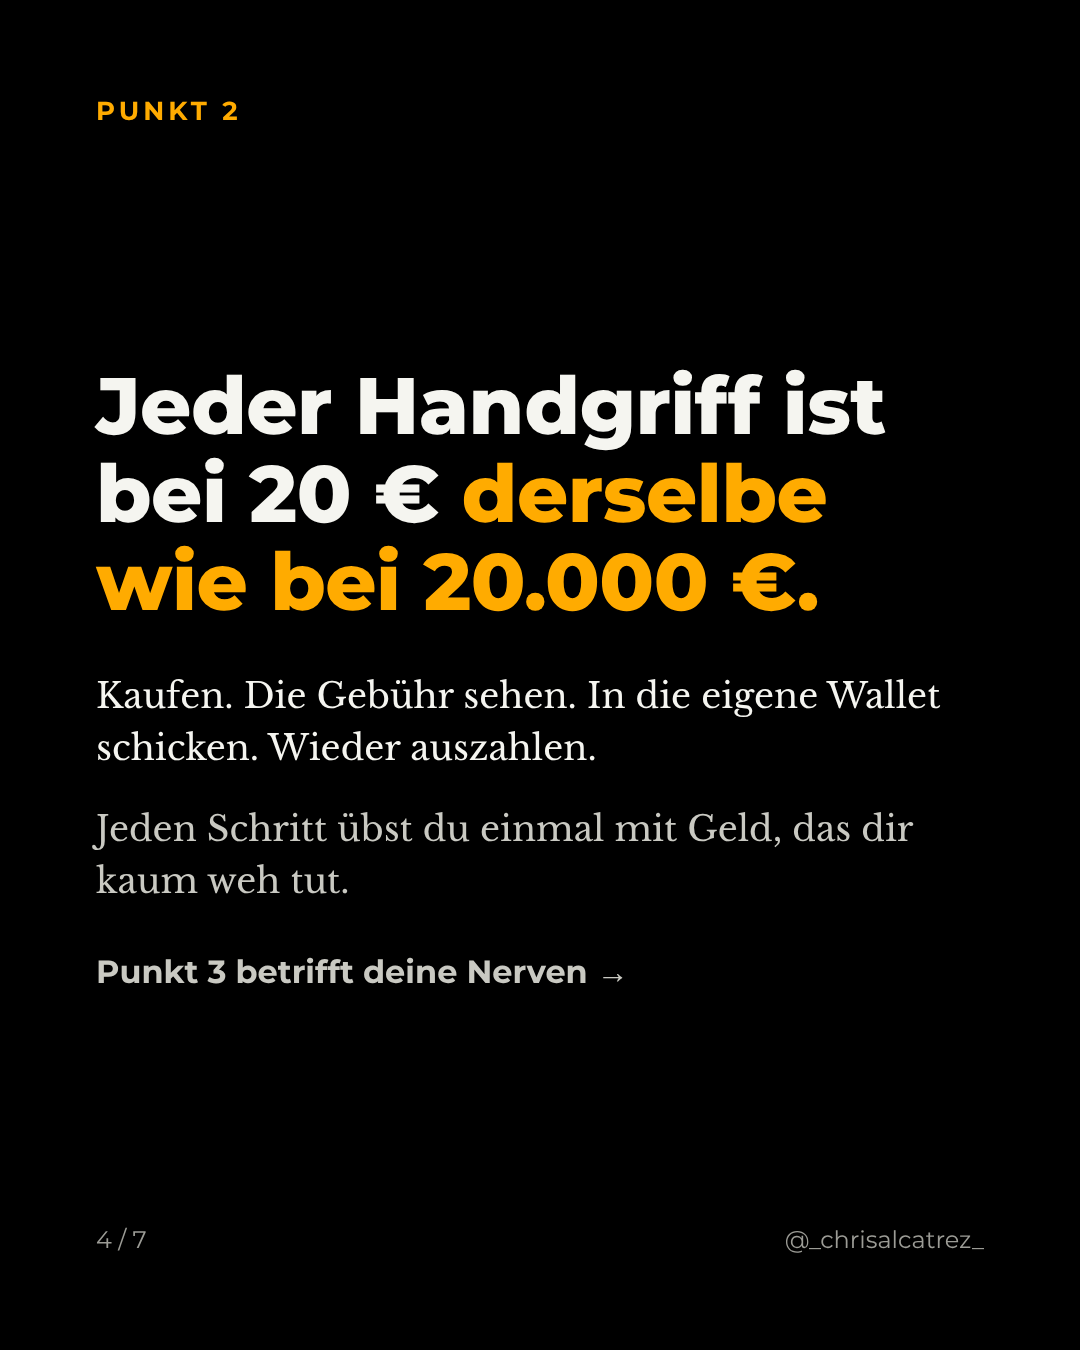 PUNKT 2
Jeder Handgriff ist
bei 20 € derselbe
wie bei 20.000 €.
Kaufen. Die Gebühr sehen. In die eigene Wallet
schicken. Wieder auszahlen.
Jeden Schritt übst du einmal mit Geld, das dir
kaum weh tut.
Punkt 3 betrifft deine Nerven →
4 / 7
@_chrisalcatrez_